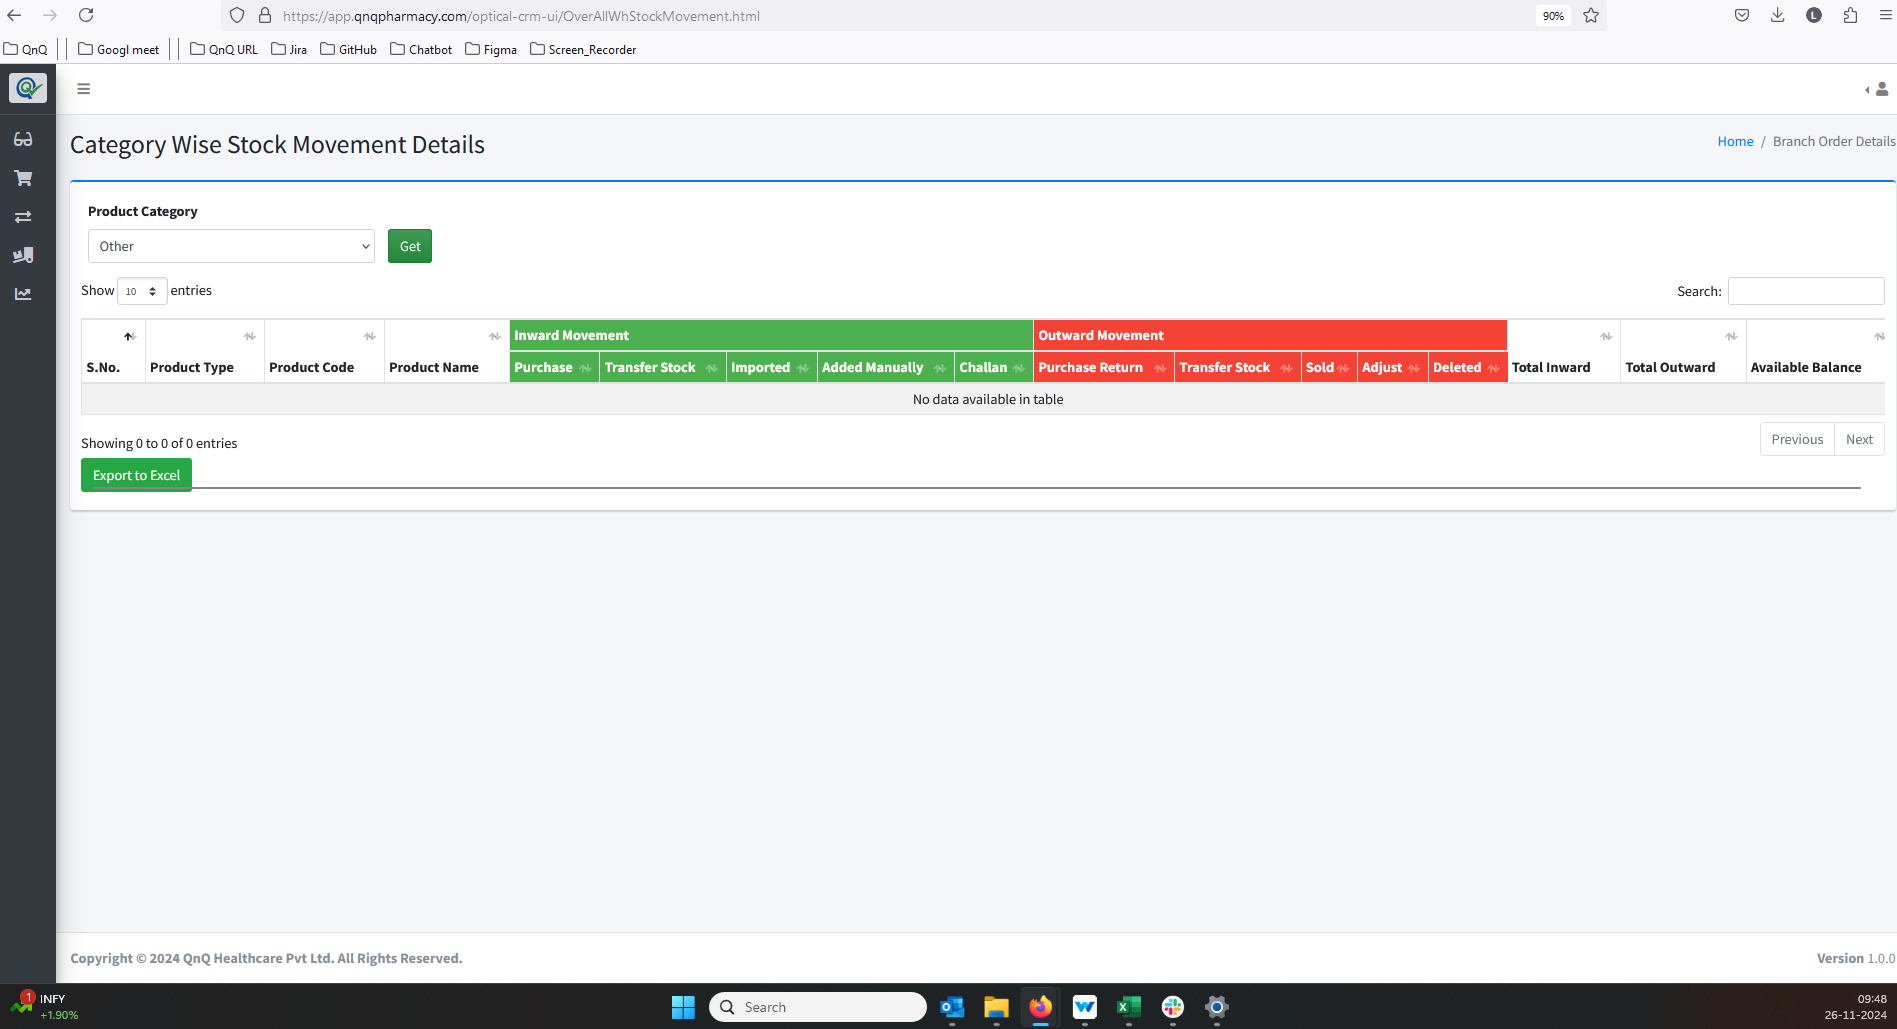 https://app.qnqpharmacy.com/optical-crm-ui/OverAllWhStockMovement.html 90% L
QnQ Googl meet QnQ URL Jira GitHub Chatbot Figma Screen_Recorder
Category Wise Stock Movement Details
Home / Branch Order Details
Product Category
Other Get
Show 10 entries Search:
Inward Movement Outward Movement
S.No. Product Type Product Code Product Name Purchase Transfer Stock Imported Added Manually Challan Purchase Return Transfer Stock Sold Adjust Deleted Total Inward Total Outward Available Balance
No data available in table
Showing 0 to 0 of 0 entries Previous Next
Export to Excel
Copyright © 2024 QnQ Healthcare Pvt Ltd. All Rights Reserved. Version 1.0.0
1 INFY
+1.90%
Search
09:48
26-11-2024